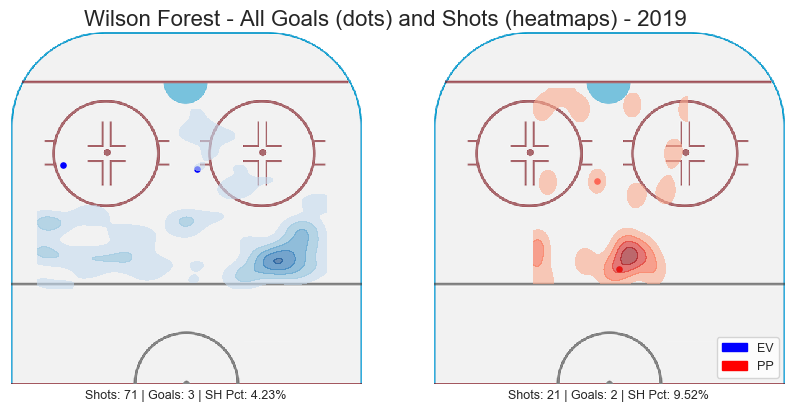 Wilson Forest - All Goals (dots) and Shots (heatmaps) - 2019
EV
PP
Shots: 71 | Goals: 3 | SH Pct: 4.23%
Shots: 21 | Goals: 2 | SH Pct: 9.52%